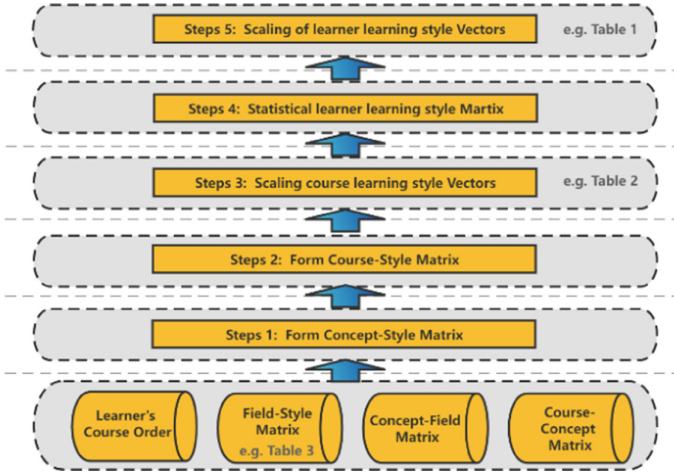 Steps 5: Scaling of learner learning style Vectors e.g. Table 1
Steps 4: Statistical learner learning style Martix
Steps 3: Scaling course learning style Vectors e.g. Table 2
Steps 2: Form Course-Style Matrix
Steps 1: Form Concept-Style Matrix
Learner's
Course Order
Field-Style
Matrix
e.g. Table 3
Concept-Field
Matrix
Course-
Concept
Matrix